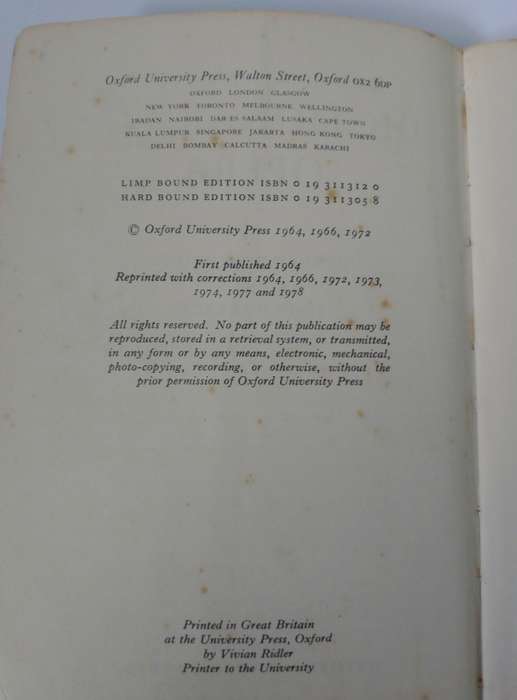 Oxford University Press, Walton Street, Oxford OX2 6DP
OXFORD LONDON GLASGOW
NEW YORK TORONTO MELBOURNE WELLINGTON
IBADAN NAIROBI DAR ES SALAAM LUSAKA CAPE TOWN
KUALA LUMPUR SINGAPORE JAKARTA HONG KONG TOKYO
DELHI BOMBAY CALCUTTA MADRAS KARACHI
LIMP BOUND EDITION ISBN 0 19 311312 0
HARD BOUND EDITION ISBN 0 19 311305 8
© Oxford University Press 1964, 1966, 1972
First published 1964
Reprinted with corrections 1964, 1966, 1972, 1973,
1974, 1977 and 1978
All rights reserved. No part of this publication may be
reproduced, stored in a retrieval system, or transmitted,
in any form or by any means, electronic, mechanical,
photo-copying, recording, or otherwise, without the
prior permission of Oxford University Press
Printed in Great Britain
at the University Press, Oxford
by Vivian Ridler
Printer to the University